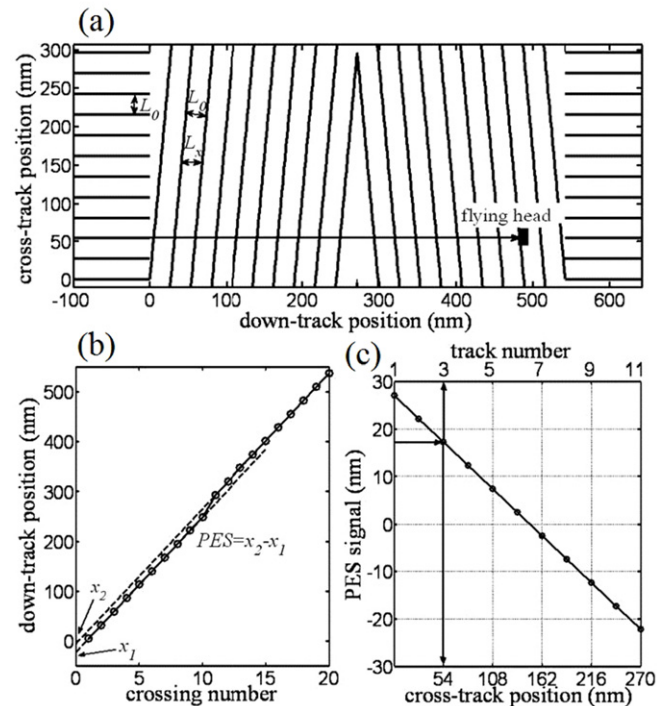 (a)
cross-track position (nm)
300
250
200
150
100
50
0
L0
L0
Lx
flying head
-100 0 100 200 300 400 500 600
down-track position (nm)
(b)
down-track position (nm)
500
400
300
200
100
0
PES=x2-x1
x2
x1
0 5 10 15 20
crossing number
(c)
track number
1 3 5 7 9 11
PES signal (nm)
30
20
10
0
-10
-20
-30
0 54 108 162 216 270
cross-track position (nm)